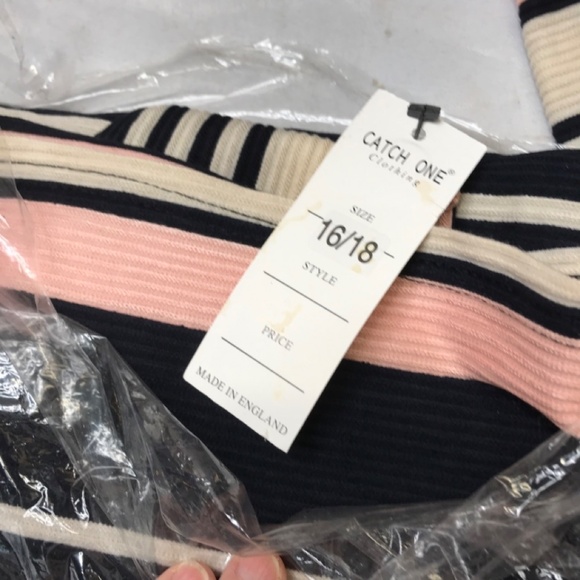 CATCH ONE®
Clothing
SIZE
16/18
STYLE
PRICE
MADE IN ENGLAND